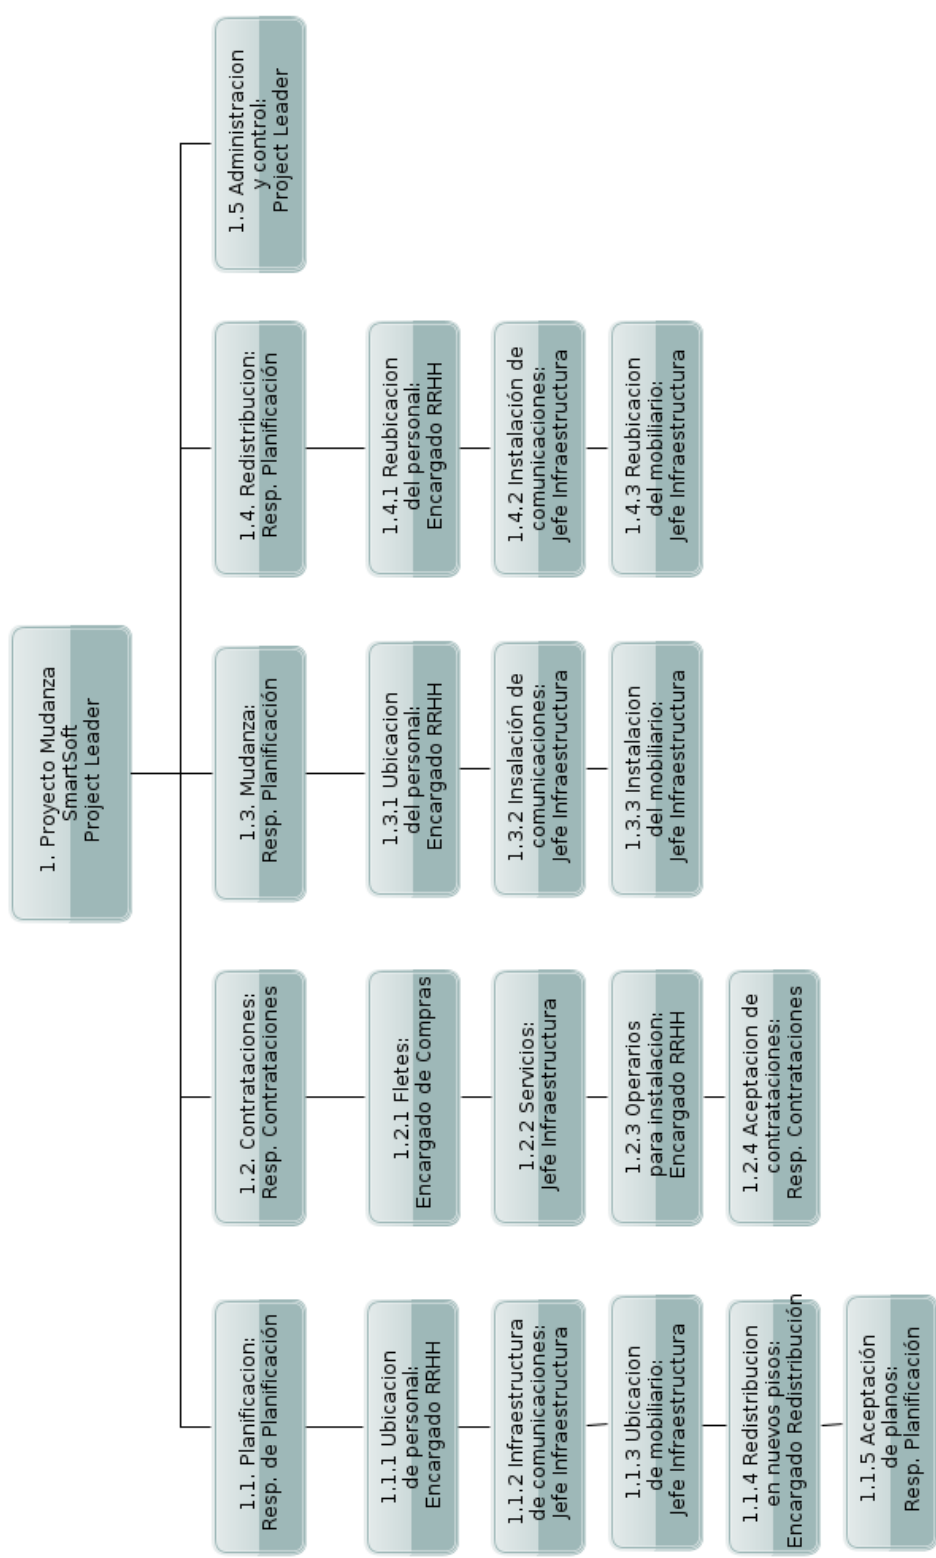 1. Proyecto Mudanza
SmartSoft
Project Leader
1.1. Planificacion:
Resp. de Planificación
1.1.1 Ubicacion
de personal:
Encargado RRHH
1.1.2 Infraestructura
de comunicaciones:
Jefe Infraestructura
1.1.3 Ubicacion
de mobiliario:
Jefe Infraestructura
1.1.4 Redistribucion
en nuevos pisos:
Encargado Redistribución
1.1.5 Aceptación
de planos:
Resp. Planificación
1.2. Contrataciones:
Resp. Contrataciones
1.2.1 Fletes:
Encargado de Compras
1.2.2 Servicios:
Jefe Infraestructura
1.2.3 Operarios
para instalacion:
Encargado RRHH
1.2.4 Aceptacion de
contrataciones:
Resp. Contrataciones
1.3. Mudanza:
Resp. Planificación
1.3.1 Ubicacion
del personal:
Encargado RRHH
1.3.2 Insalación de
comunicaciones:
Jefe Infraestructura
1.3.3 Instalacion
del mobiliario:
Jefe Infraestructura
1.4. Redistribucion:
Resp. Planificación
1.4.1 Reubicacion
del personal:
Encargado RRHH
1.4.2 Instalación de
comunicaciones:
Jefe Infraestructura
1.4.3 Reubicacion
del mobiliario:
Jefe Infraestructura
1.5 Administracion
y control:
Project Leader